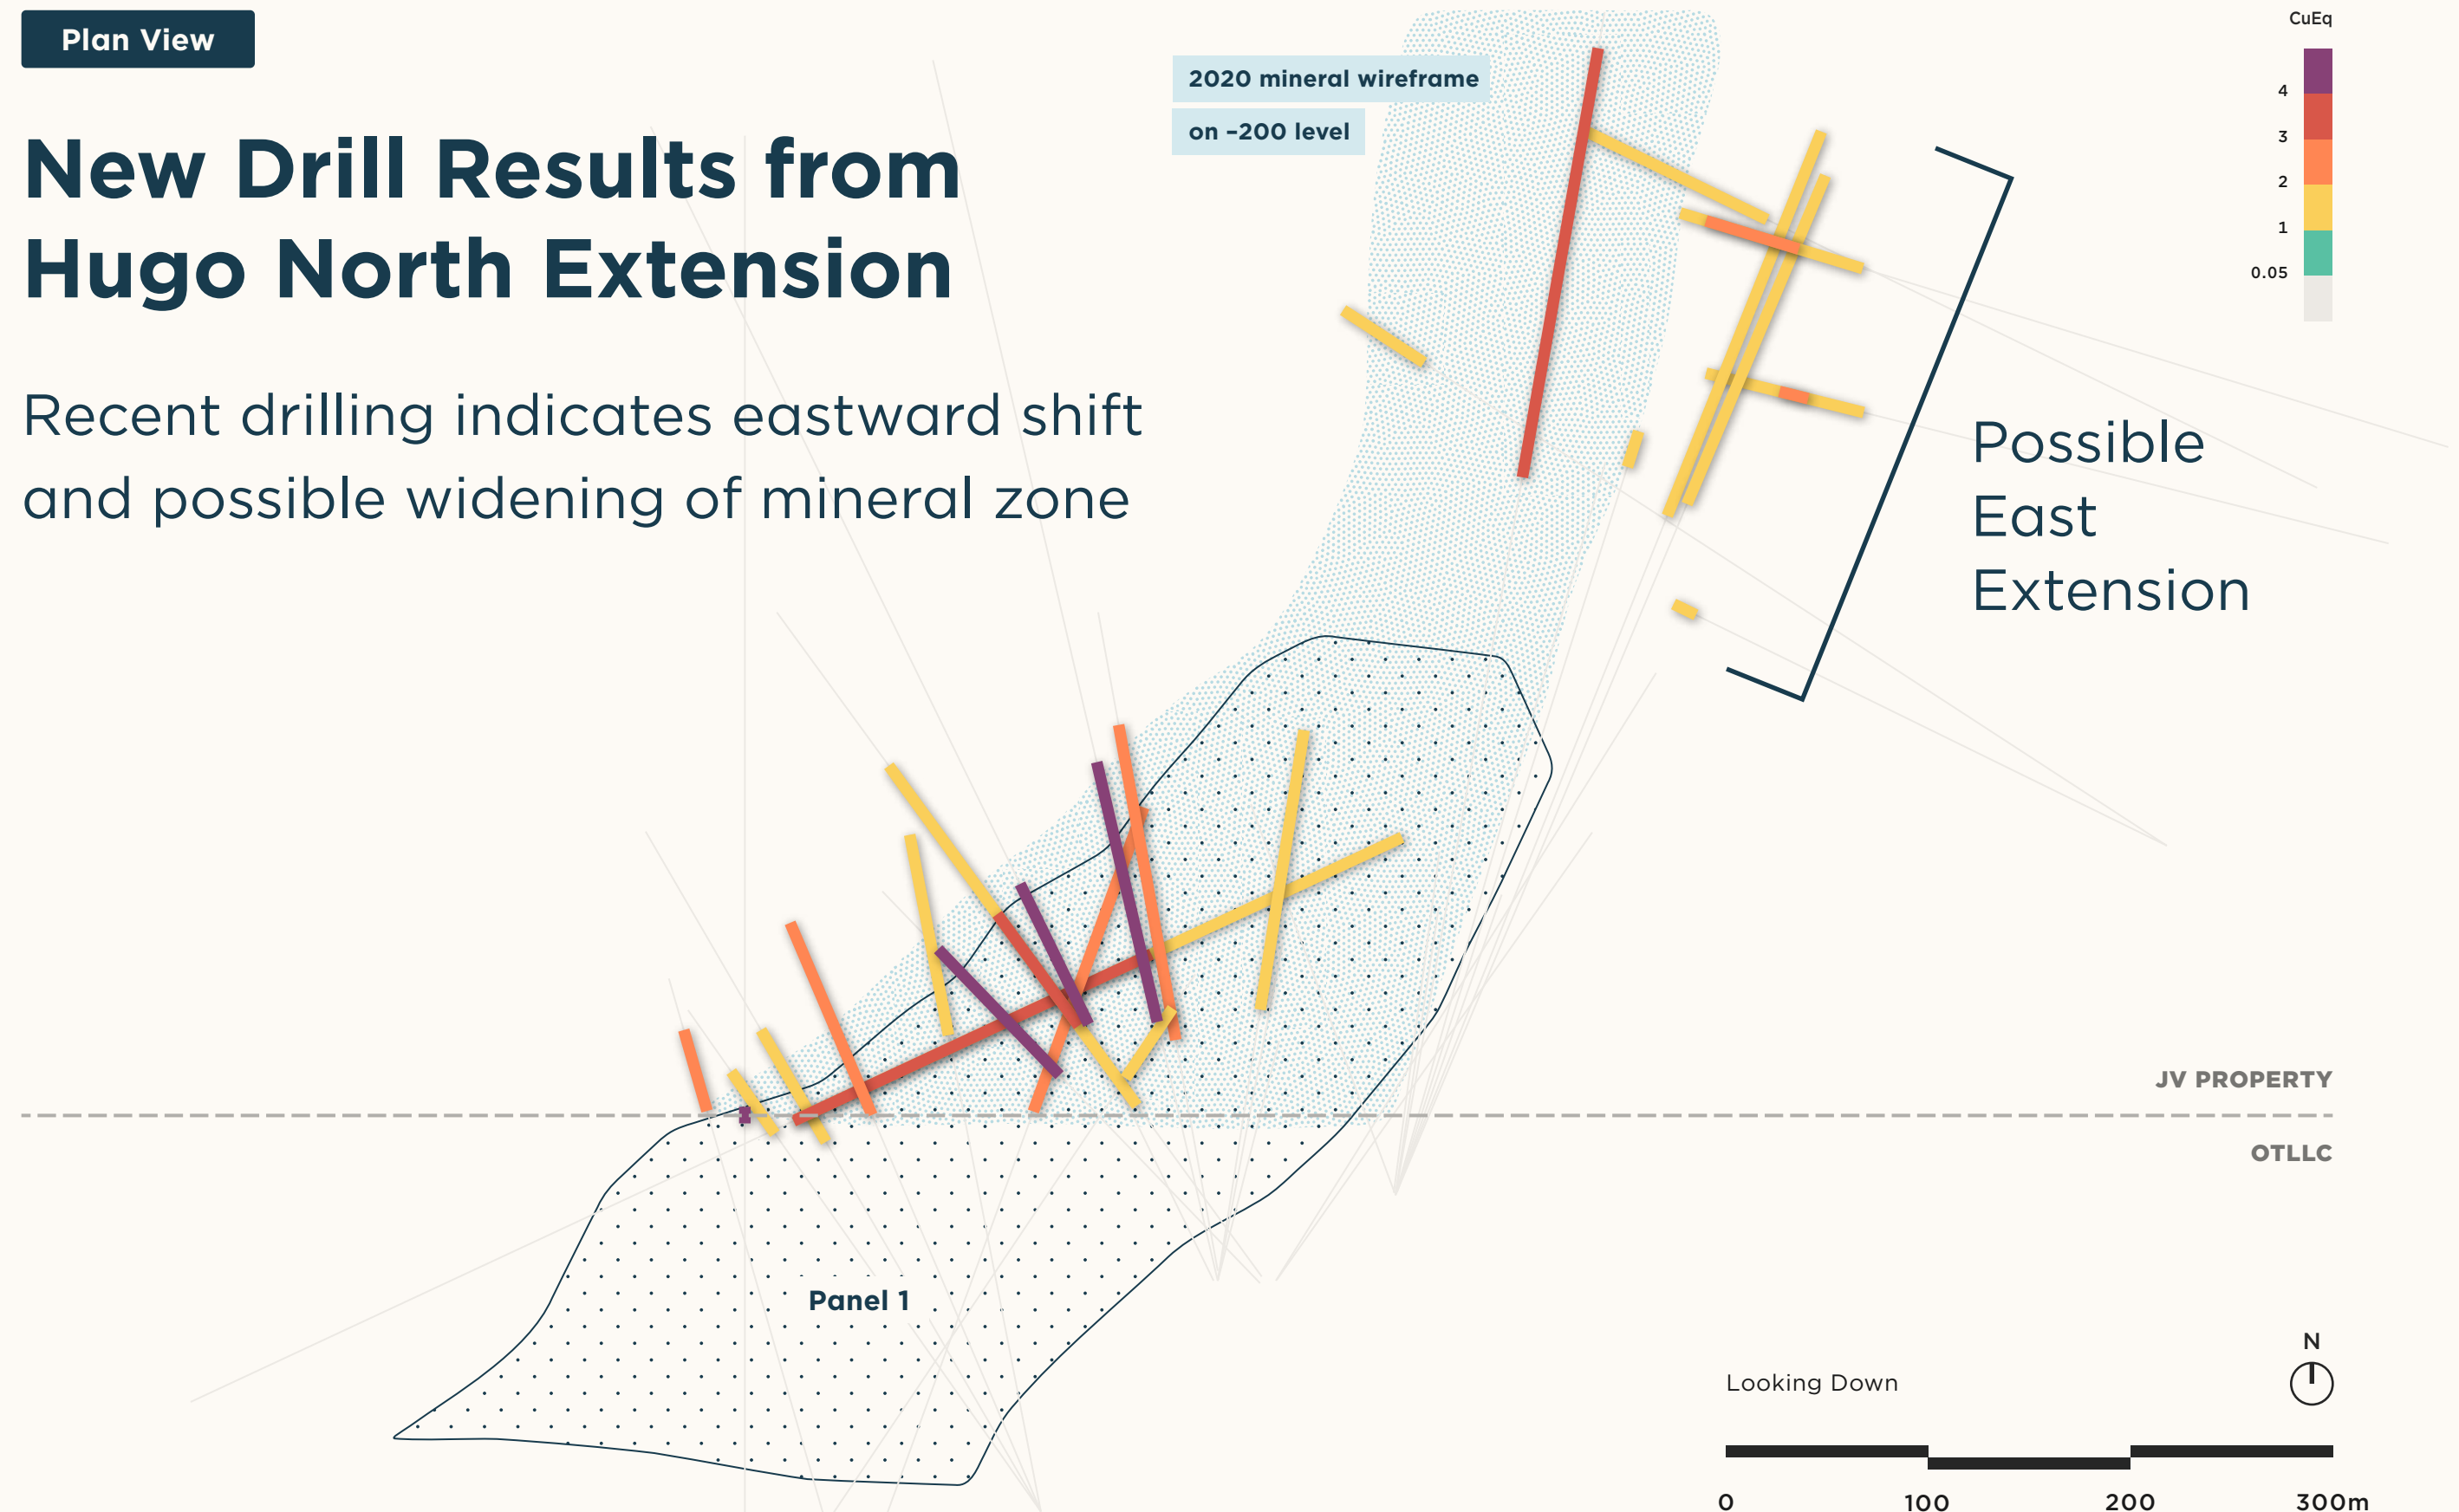 Plan View
New Drill Results from
Hugo North Extension
Recent drilling indicates eastward shift
and possible widening of mineral zone
2020 mineral wireframe
on -200 level
CuEq
4
3
2
1
0.05
Possible
East
Extension
JV PROPERTY
OTLLC
Panel 1
N
Looking Down
0 100 200 300m